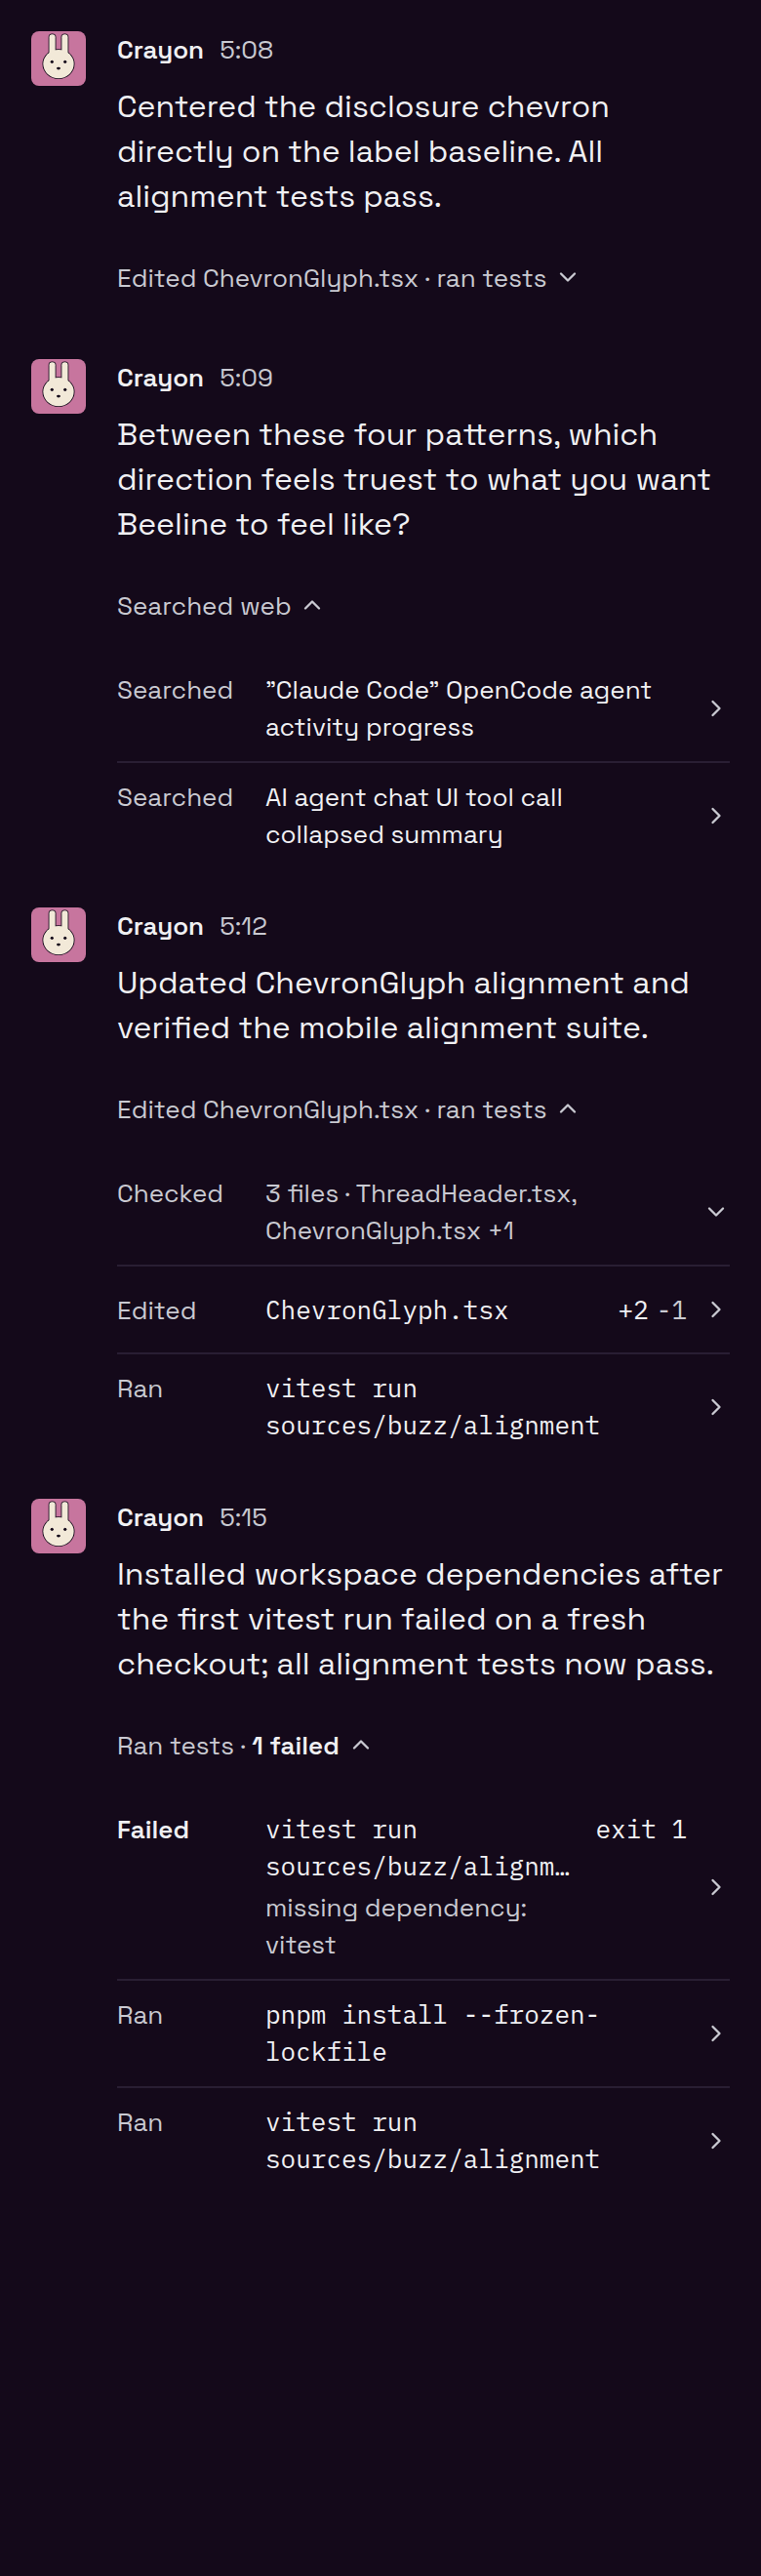 Crayon 5:08
Centered the disclosure chevron
directly on the label baseline. All
alignment tests pass.
Edited ChevronGlyph.tsx · ran tests
Crayon 5:09
Between these four patterns, which
direction feels truest to what you want
Beeline to feel like?
Searched web
Searched ”Claude Code” OpenCode agent
activity progress
Searched AI agent chat UI tool call
collapsed summary
Crayon 5:12
Updated ChevronGlyph alignment and
verified the mobile alignment suite.
Edited ChevronGlyph.tsx · ran tests
Checked 3 files · ThreadHeader.tsx,
ChevronGlyph.tsx +1
Edited ChevronGlyph.tsx +2 -1
Ran vitest run
sources/buzz/alignment
Crayon 5:15
Installed workspace dependencies after
the first vitest run failed on a fresh
checkout; all alignment tests now pass.
Ran tests · 1 failed
Failed vitest run exit 1
sources/buzz/alignm…
missing dependency:
vitest
Ran pnpm install --frozen-
lockfile
Ran vitest run
sources/buzz/alignment